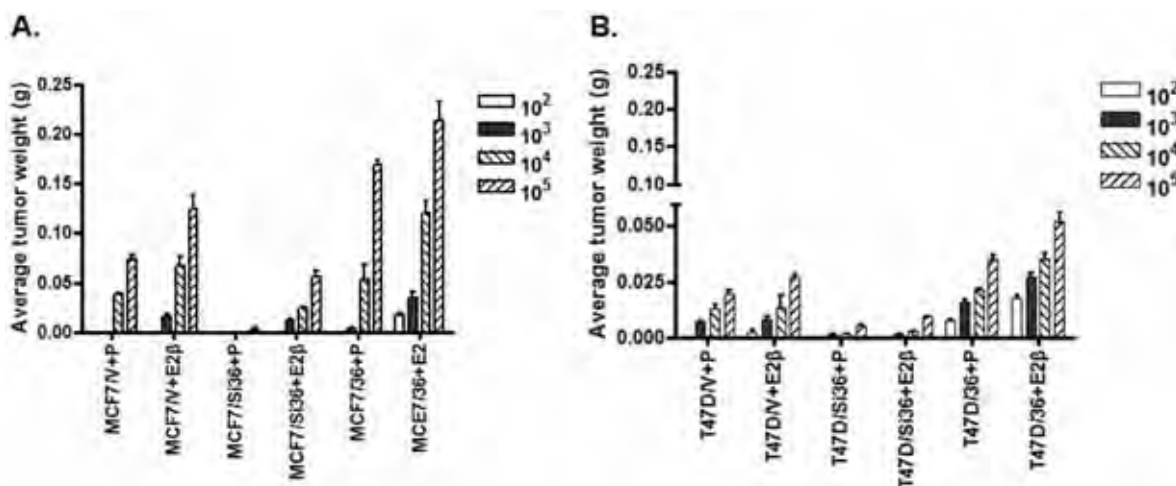 A.
Average tumor weight (g)
0.25
0.20
0.15
0.10
0.05
0.00
MCF7/V+P
MCF7/V+E2β
MCF7/Si36+P
MCF7/Si36+E2β
MCF7/36+P
MCE7/36+E2
10²
10³
10⁴
10⁵
B.
Average tumor weight (g)
0.25
0.20
0.15
0.10
0.050
0.025
0.000
T47D/V+P
T47D/V+E2β
T47D/Si36+P
T47D/Si36+E2β
T47D/36+P
T47D/36+E2β
10²
10³
10⁴
10⁵